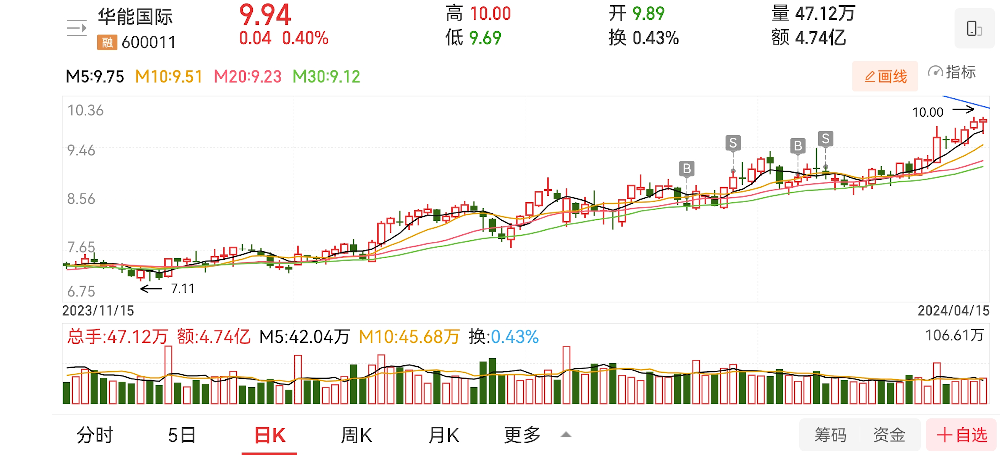 华能国际 9.94 高 10.00 开 9.89 量 47.12万
融 600011 0.04 0.40% 低 9.69 换 0.43% 额 4.74亿
M5:9.75 M10:9.51 M20:9.23 M30:9.12 画线 指标
10.36
10.00
9.46
S S
B B
8.56
7.65
7.11
6.75
2023/11/15 2024/04/15
总手:47.12万 额:4.74亿 M5:42.04万 M10:45.68万 换:0.43% 106.61万
分时 5日 日K 周K 月K 更多 筹码 资金 +自选